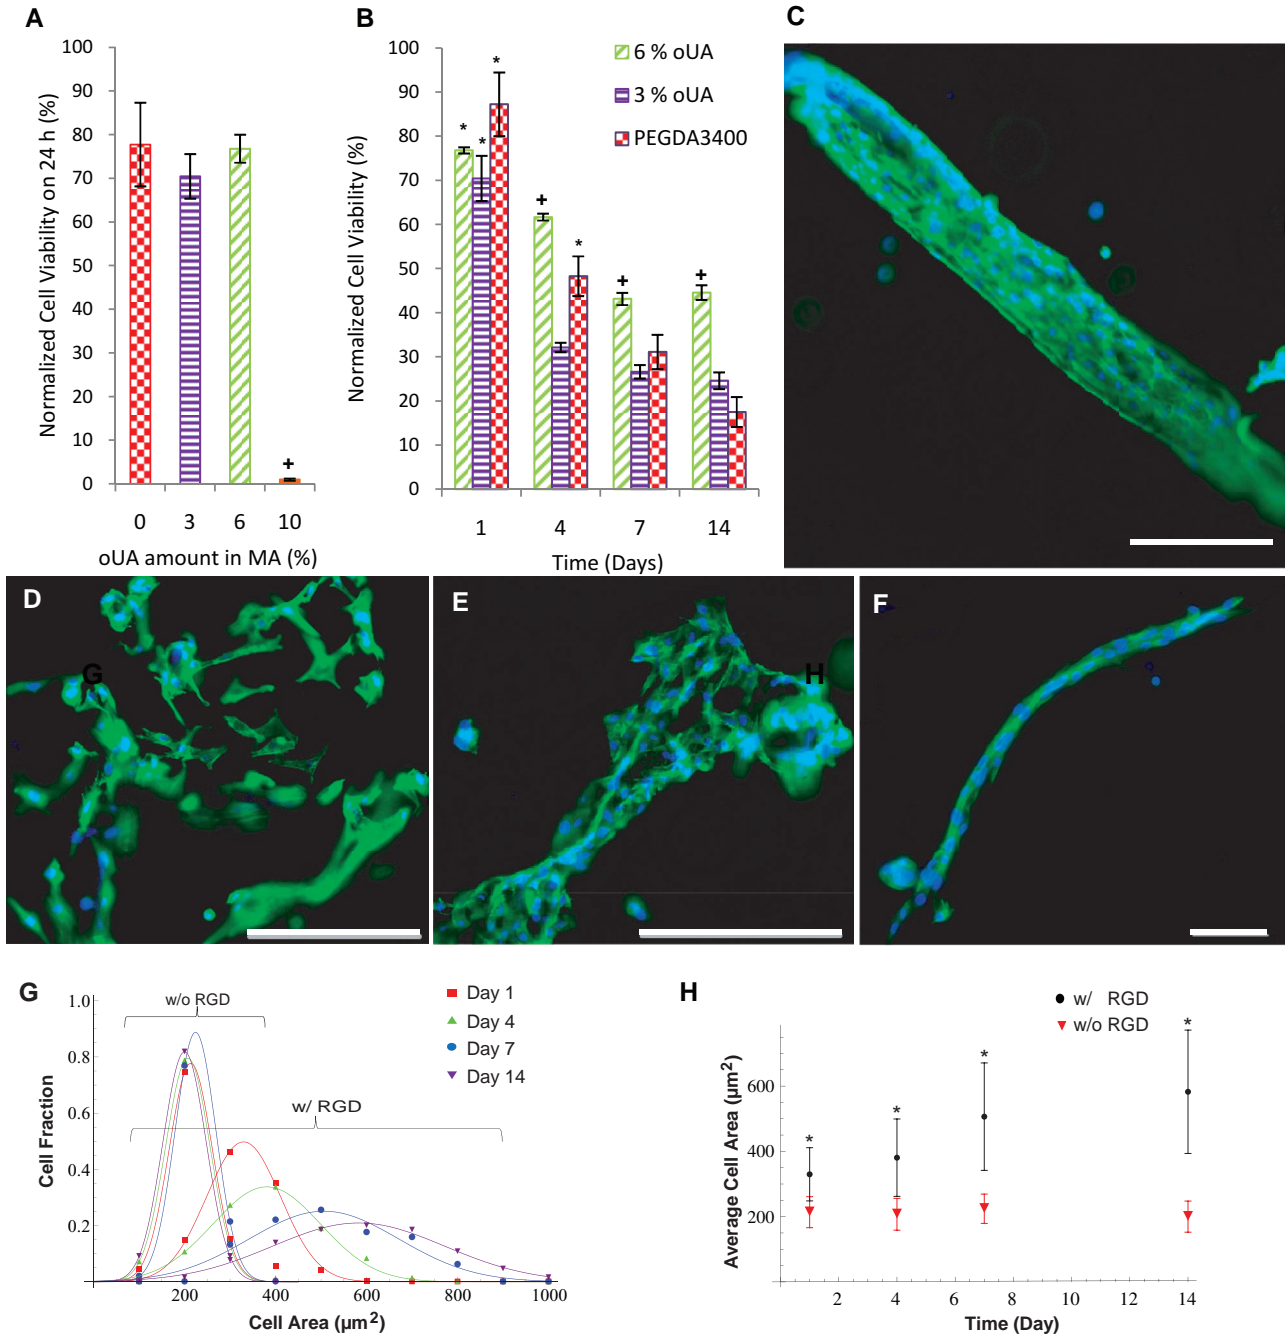 A
Normalized Cell Viability on 24 h (%)
100
90
80
70
60
50
40
30
20
10
0
+
0 3 6 10
oUA amount in MA (%)
B
Normalized Cell Viability (%)
100
90
80
70
60
50
40
30
20
10
0
* * *
+ *
+
+
6 % oUA
3 % oUA
PEGDA3400
1 4 7 14
Time (Days)
C
D
G
E
H
F
G
Cell Fraction
1.0
0.8
0.6
0.4
0.2
w/o RGD
w/ RGD
Day 1
Day 4
Day 7
Day 14
200 400 600 800 1000
Cell Area (µm²)
H
Average Cell Area (µm²)
w/ RGD
w/o RGD
600
400
200
* * * *
2 4 6 8 10 12 14
Time (Day)